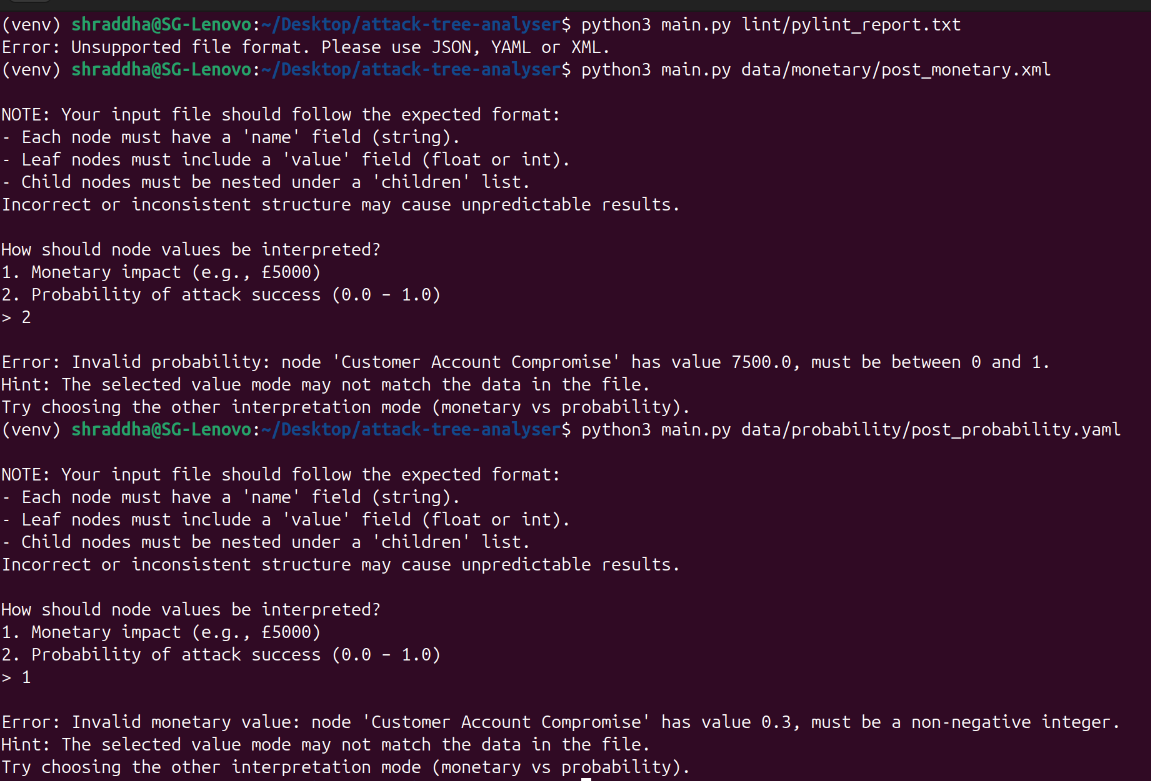 (venv) shraddha@SG-Lenovo:~/Desktop/attack-tree-analyser$ python3 main.py lint/pylint_report.txt
Error: Unsupported file format. Please use JSON, YAML or XML.
(venv) shraddha@SG-Lenovo:~/Desktop/attack-tree-analyser$ python3 main.py data/monetary/post_monetary.xml
NOTE: Your input file should follow the expected format:
- Each node must have a 'name' field (string).
- Leaf nodes must include a 'value' field (float or int).
- Child nodes must be nested under a 'children' list.
Incorrect or inconsistent structure may cause unpredictable results.
How should node values be interpreted?
1. Monetary impact (e.g., £5000)
2. Probability of attack success (0.0 – 1.0)
> 2
Error: Invalid probability: node 'Customer Account Compromise' has value 7500.0, must be between 0 and 1.
Hint: The selected value mode may not match the data in the file.
Try choosing the other interpretation mode (monetary vs probability).
(venv) shraddha@SG-Lenovo:~/Desktop/attack-tree-analyser$ python3 main.py data/probability/post_probability.yaml
NOTE: Your input file should follow the expected format:
- Each node must have a 'name' field (string).
- Leaf nodes must include a 'value' field (float or int).
- Child nodes must be nested under a 'children' list.
Incorrect or inconsistent structure may cause unpredictable results.
How should node values be interpreted?
1. Monetary impact (e.g., £5000)
2. Probability of attack success (0.0 – 1.0)
> 1
Error: Invalid monetary value: node 'Customer Account Compromise' has value 0.3, must be a non-negative integer.
Hint: The selected value mode may not match the data in the file.
Try choosing the other interpretation mode (monetary vs probability).